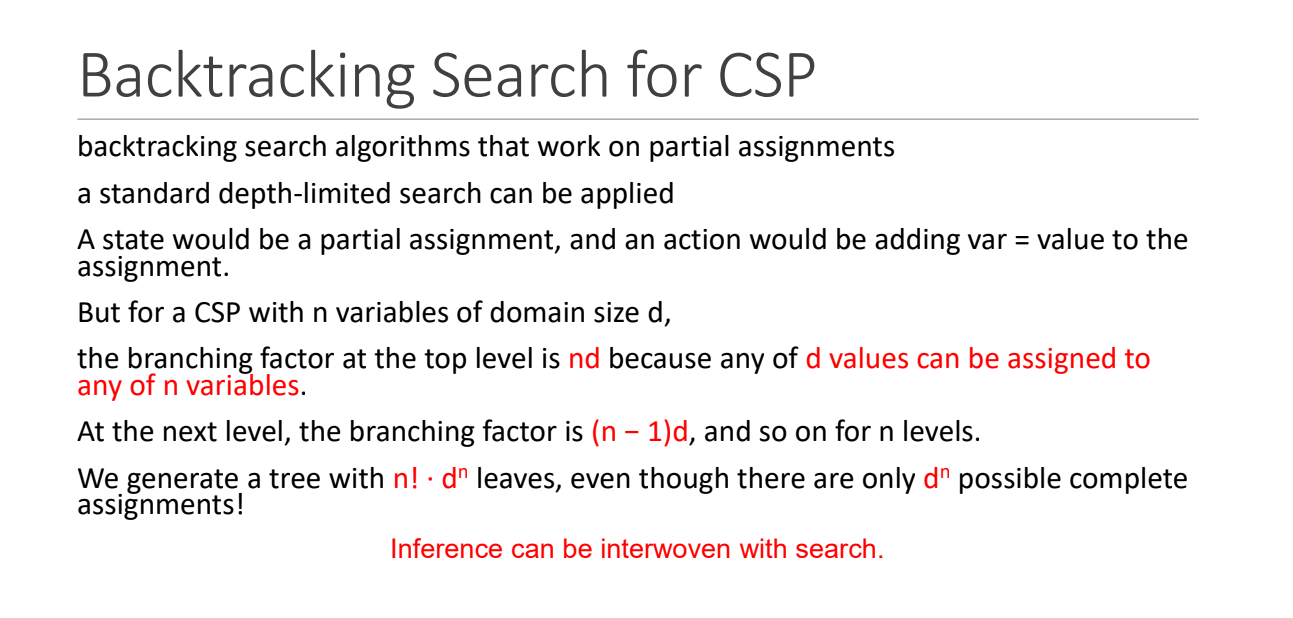 Backtracking Search for CSP
backtracking search algorithms that work on partial assignments
a standard depth-limited search can be applied
A state would be a partial assignment, and an action would be adding var = value to the
assignment.
But for a CSP with n variables of domain size d,
the branching factor at the top level is nd because any of d values can be assigned to
any of n variables.
At the next level, the branching factor is (n − 1)d, and so on for n levels.
We generate a tree with n! · dⁿ leaves, even though there are only dⁿ possible complete
assignments!
Inference can be interwoven with search.